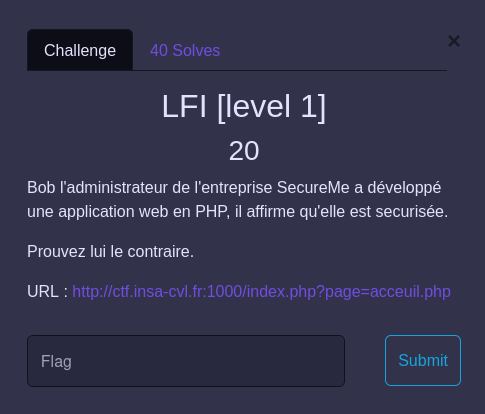 Challenge
40 Solves
×
LFI [level 1]
20
Bob l'administrateur de l'entreprise SecureMe a développé
une application web en PHP, il affirme qu'elle est securisée.
Prouvez lui le contraire.
URL : http://ctf.insa-cvl.fr:1000/index.php?page=acceuil.php
Flag
Submit